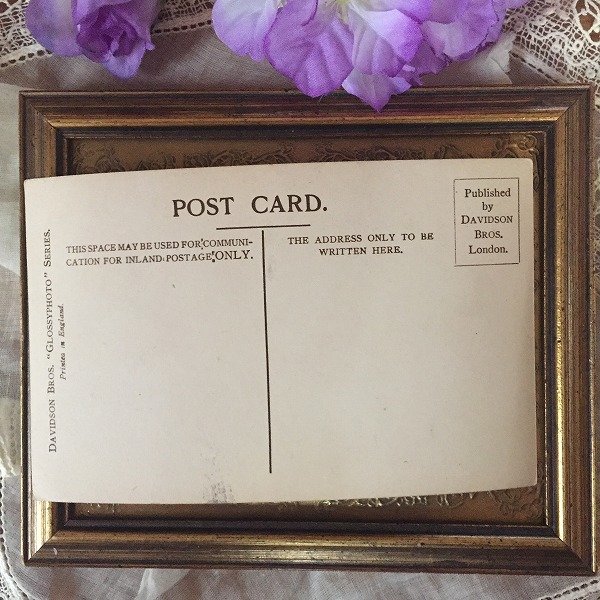 POST CARD.
THIS SPACE MAY BE USED FOR COMMUNI-
CATION FOR INLAND POSTAGE ONLY.
THE ADDRESS ONLY TO BE
WRITTEN HERE.
Published
by
DAVIDSON
BROS.
London.
DAVIDSON BROS. "GLOSSYPHOTO" SERIES.
Printed in England.